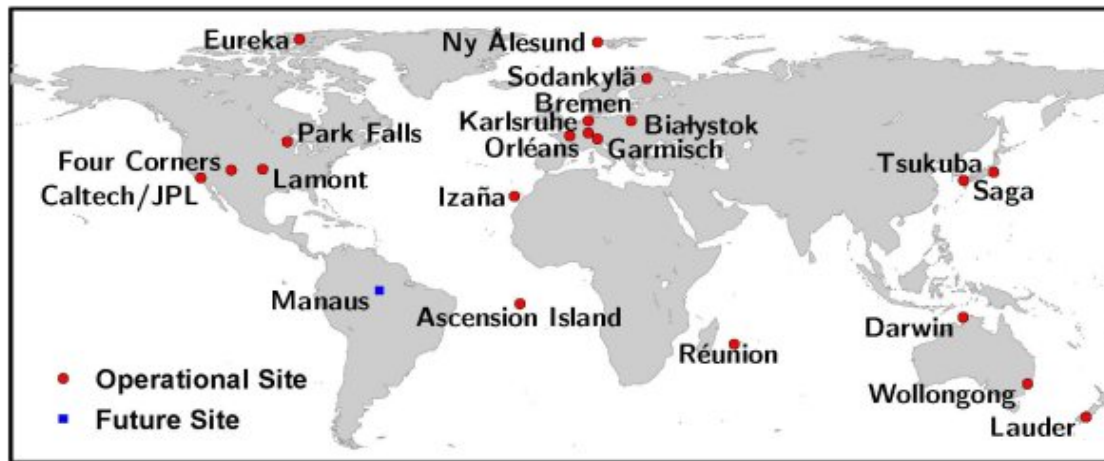 Eureka
Ny Ålesund
Sodankylä
Bremen
Karlsruhe
Białystok
Park Falls
Orléans
Garmisch
Four Corners
Tsukuba
Lamont
Caltech/JPL
Izaña
Saga
Manaus
Ascension Island
Darwin
Réunion
Operational Site
Wollongong
Future Site
Lauder